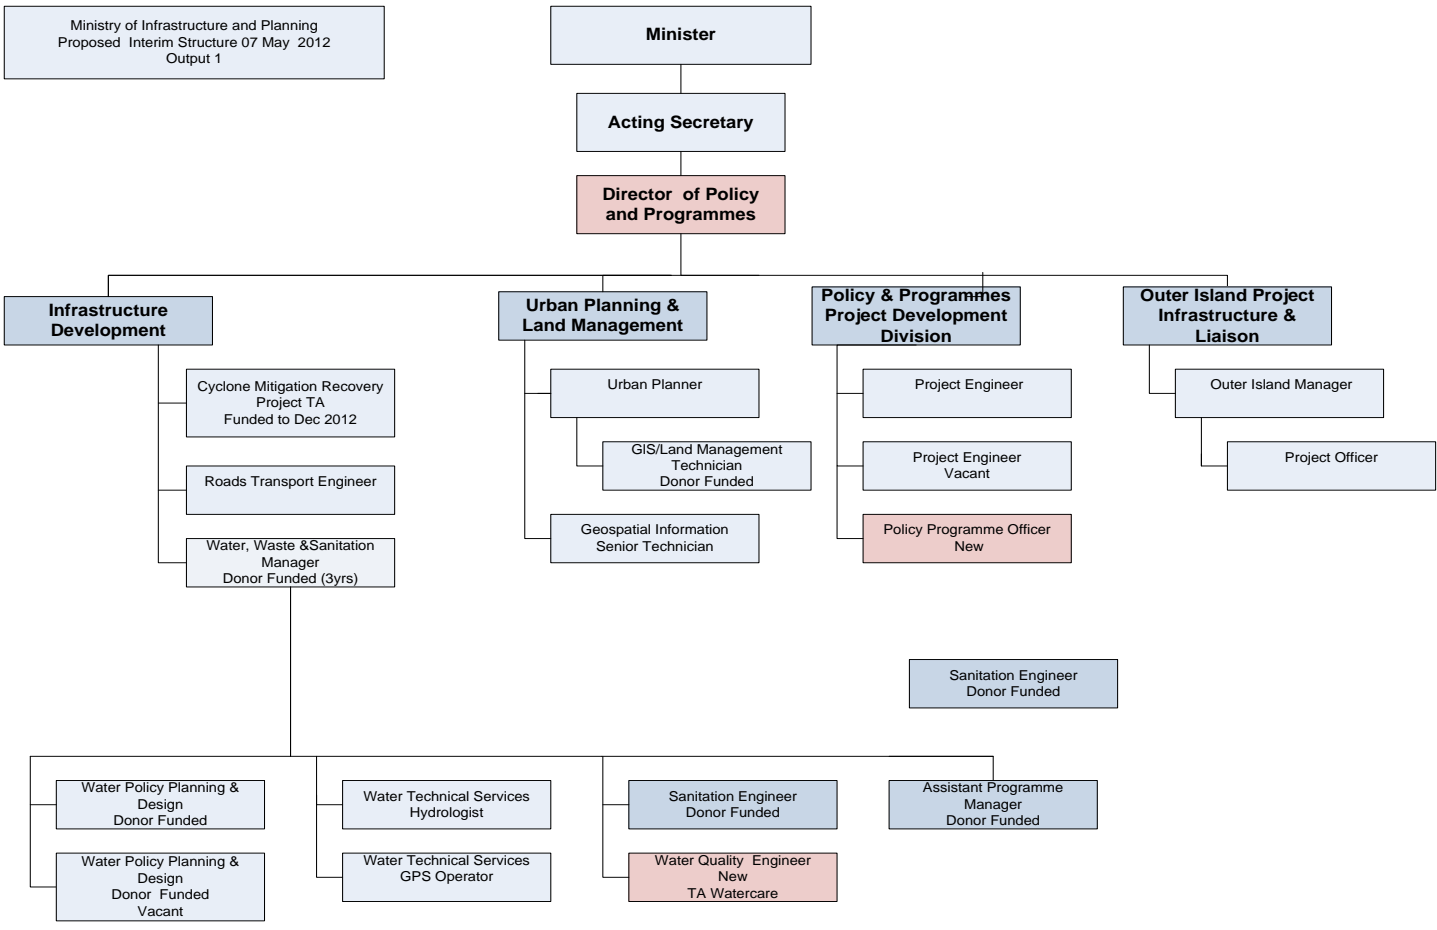 Ministry of Infrastructure and Planning
Proposed Interim Structure 07 May 2012
Output 1
Minister
Acting Secretary
Director of Policy
and Programmes
Infrastructure
Development
Urban Planning &
Land Management
Policy & Programmes
Project Development
Division
Outer Island Project
Infrastructure &
Liaison
Cyclone Mitigation Recovery
Project TA
Funded to Dec 2012
Roads Transport Engineer
Water, Waste &Sanitation
Manager
Donor Funded (3yrs)
Urban Planner
GIS/Land Management
Technician
Donor Funded
Geospatial Information
Senior Technician
Project Engineer
Project Engineer
Vacant
Policy Programme Officer
New
Outer Island Manager
Project Officer
Sanitation Engineer
Donor Funded
Water Policy Planning &
Design
Donor Funded
Water Policy Planning &
Design
Donor Funded
Vacant
Water Technical Services
Hydrologist
Water Technical Services
GPS Operator
Sanitation Engineer
Donor Funded
Water Quality Engineer
New
TA Watercare
Assistant Programme
Manager
Donor Funded